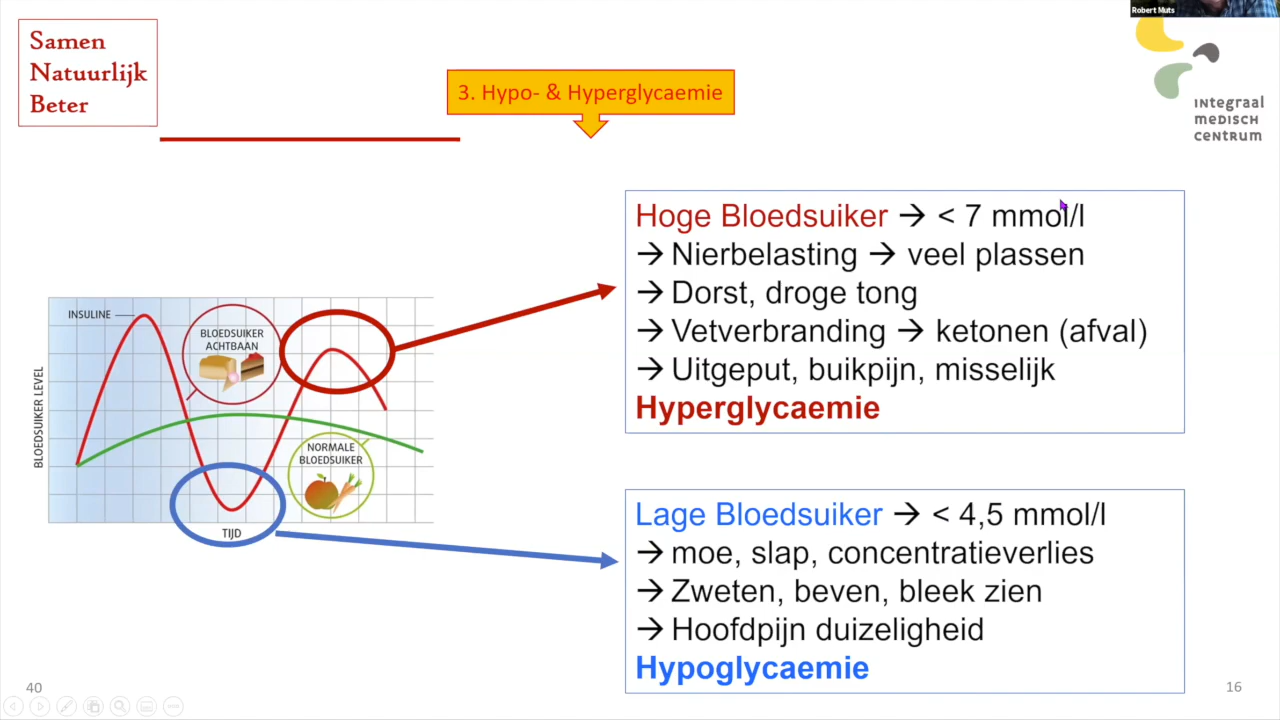 Robert Muts
Samen
Natuurlijk
Beter
3. Hypo- & Hyperglycaemie
INTEGRAAL
MEDISCH
CENTRUM
Hoge Bloedsuiker → < 7 mmol/l
→ Nierbelasting → veel plassen
→ Dorst, droge tong
→ Vetverbranding → ketonen (afval)
→ Uitgeput, buikpijn, misselijk
Hyperglycaemie
INSULINE
BLOEDSUIKER
ACHTBAAN
BLOEDSUIKER LEVEL
NORMALE
BLOEDSUIKER
TIJD
Lage Bloedsuiker → < 4,5 mmol/l
→ moe, slap, concentratieverlies
→ Zweten, beven, bleek zien
→ Hoofdpijn duizeligheid
Hypoglycaemie
40
16